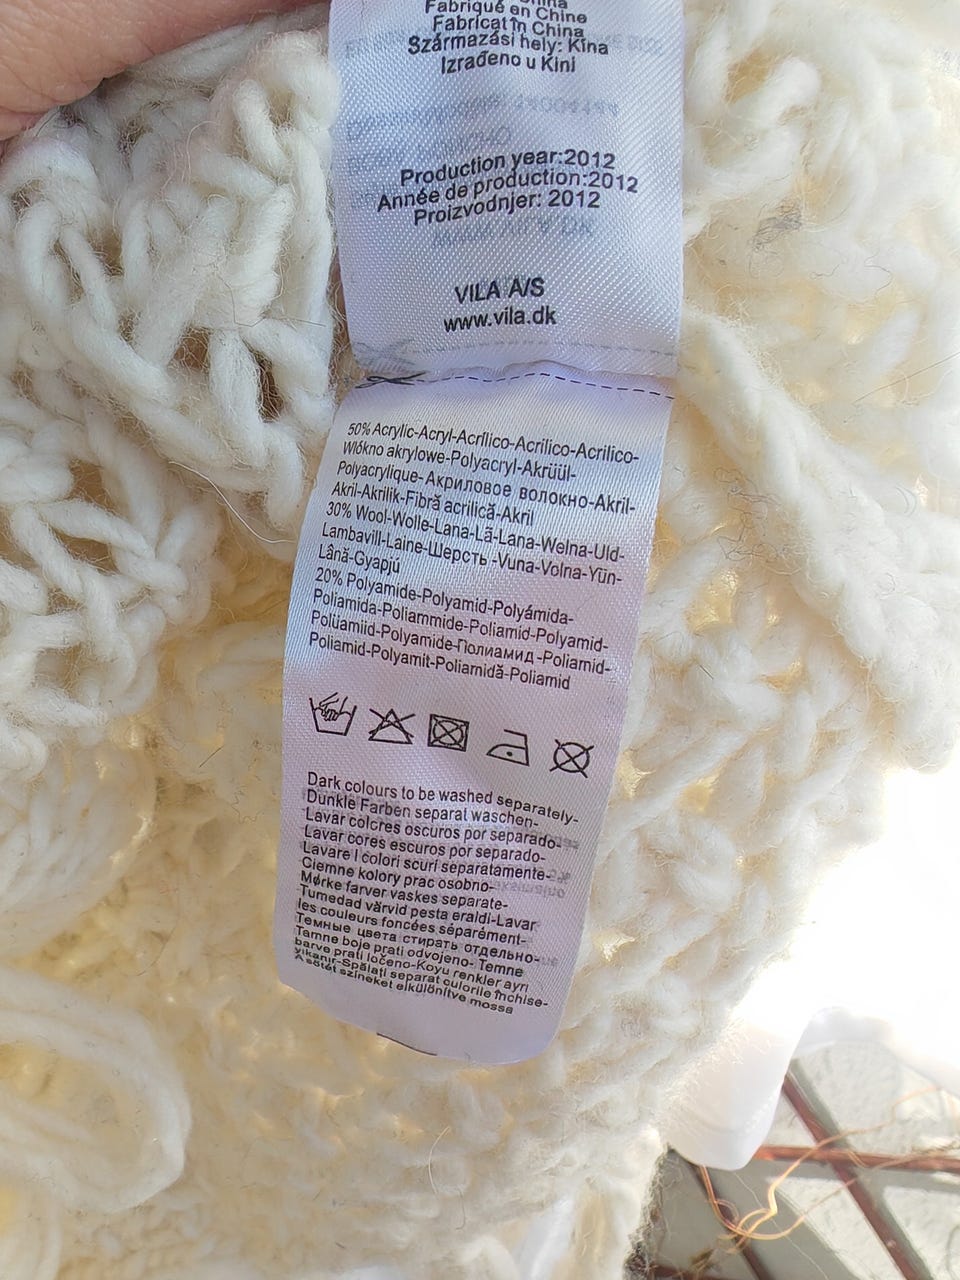 Fabriqué en Chine
Fabricat în China
Származási hely: Kína
Izrađeno u Kini
Production year:2012
Année de production:2012
Proizvodnjer: 2012
VILA A/S
www.vila.dk
50% Acrylic-Acryl-Acrílico-Acrílico-Acrilico-
Wlókno akrylowe-Polyacryl-Akrüül-
Polyacrylique-Акриловое волокно-Akril-
Akril-Akrilik-Fibră acrilică-Akril
30% Wool-Wolle-Lana-Lã-Lana-Welna-Uld-
Lambavill-Laine-Шерсть -Vuna-Volna-Yün-
Lână-Gyapjú
20% Polyamide-Polyamid-Polyámida-
Poliamida-Poliammide-Poliamid-Polyamid-
Polüamiid-Polyamide-Полиамид -Poliamid-
Poliamid-Polyamit-Poliamidă-Poliamid
Dark colours to be washed separately-
Dunkle Farben separat waschen-
Lavar colcres oscuros por separado-
Lavar cores escuros por separado-
Lavare I colori scuri separatamente-
Ciemne kolory prac osobno-
Mørke farver vaskes separate-
Tumedad värvid pesta eraldi-Lavar
les couleurs foncées séparément-
Темные цвета стирать отдельно-
Tamne boje prati odvojeno- Temne
barve prati ločeno-Koyu renkler ayri
yikanir-Spălați separat culorile închise-
A sötét színeket elkülönítve mossa